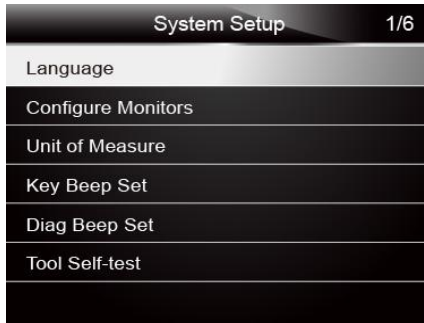 System Setup 1/6
Language
Configure Monitors
Unit of Measure
Key Beep Set
Diag Beep Set
Tool Self-test